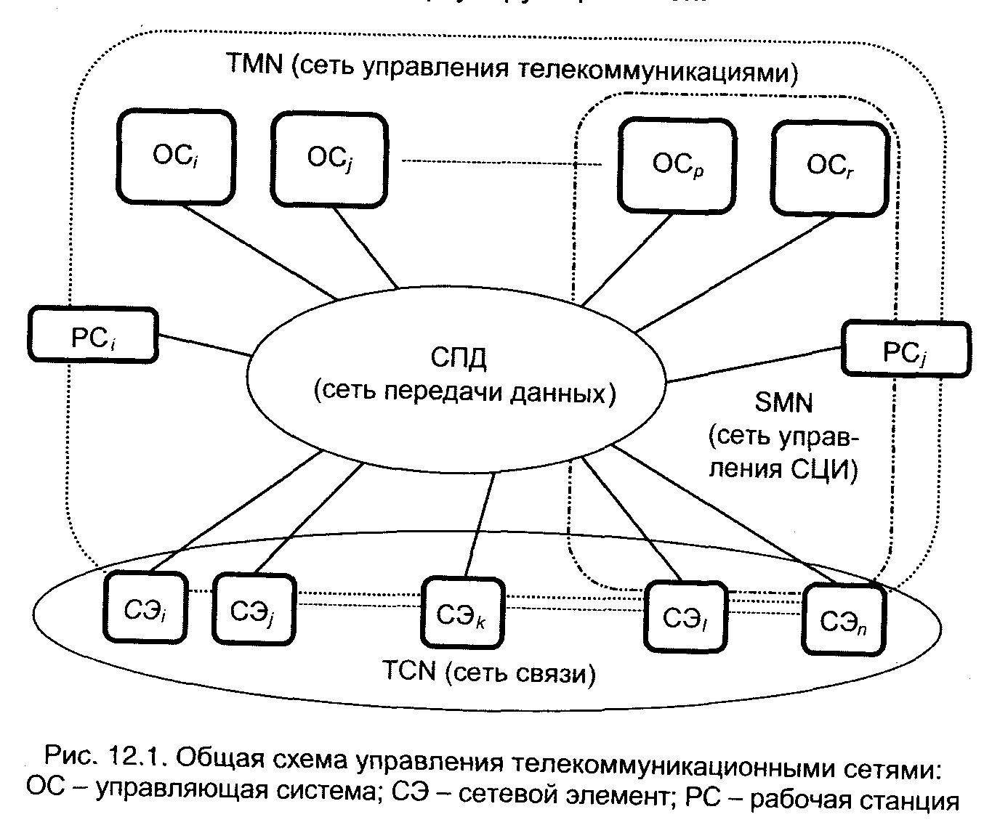 TMN (сеть управления телекоммуникациями)
ОСi ОСj ОСp ОСr
РСi РСj
СПД
(сеть передачи данных)
SMN
(сеть управ-
ления СЦИ)
СЭi СЭj СЭk СЭl СЭn
TCN (сеть связи)
Рис. 12.1. Общая схема управления телекоммуникационными сетями:
ОС – управляющая система; СЭ – сетевой элемент; РС – рабочая станция